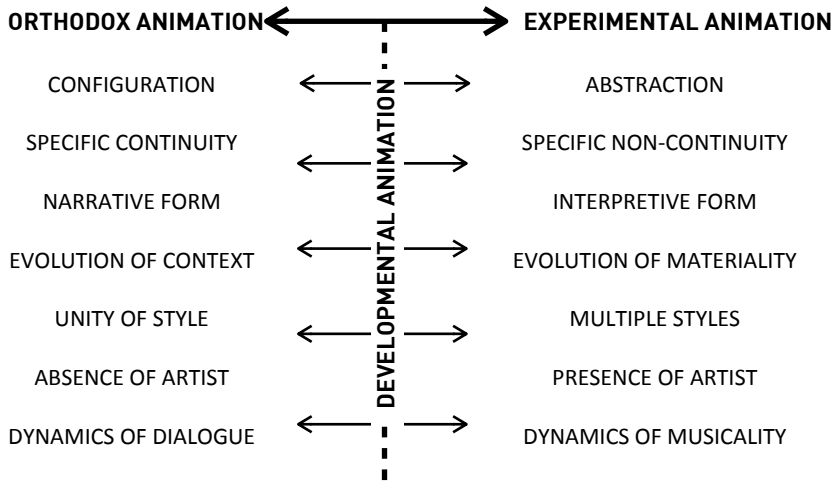 ORTHODOX ANIMATION EXPERIMENTAL ANIMATION
CONFIGURATION ABSTRACTION
SPECIFIC CONTINUITY SPECIFIC NON-CONTINUITY
NARRATIVE FORM INTERPRETIVE FORM
EVOLUTION OF CONTEXT EVOLUTION OF MATERIALITY
UNITY OF STYLE MULTIPLE STYLES
ABSENCE OF ARTIST PRESENCE OF ARTIST
DYNAMICS OF DIALOGUE DYNAMICS OF MUSICALITY
DEVELOPMENTAL ANIMATION